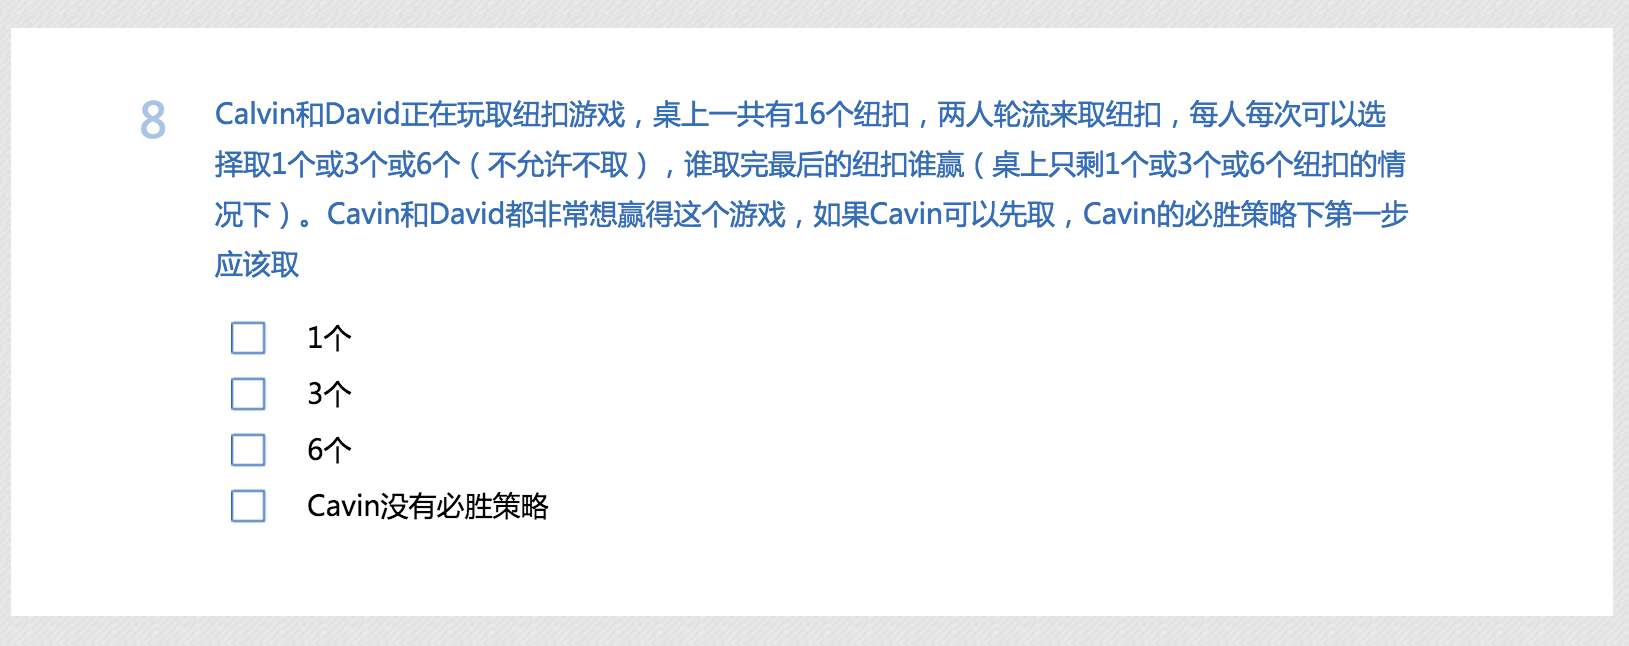 8
Calvin和David正在玩取纽扣游戏，桌上一共有16个纽扣，两人轮流来取纽扣，每人每次可以选
择取1个或3个或6个（不允许不取），谁取完最后的纽扣谁赢（桌上只剩1个或3个或6个纽扣的情
况下）。Cavin和David都非常想赢得这个游戏，如果Cavin可以先取，Cavin的必胜策略下第一步
应该取
1个
3个
6个
Cavin没有必胜策略